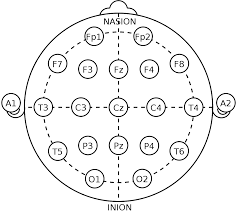 NASION
Fp1 Fp2
F7 F3 Fz F4 F8
A1 T3 C3 Cz C4 T4 A2
T5 P3 Pz P4 T6
O1 O2
INION